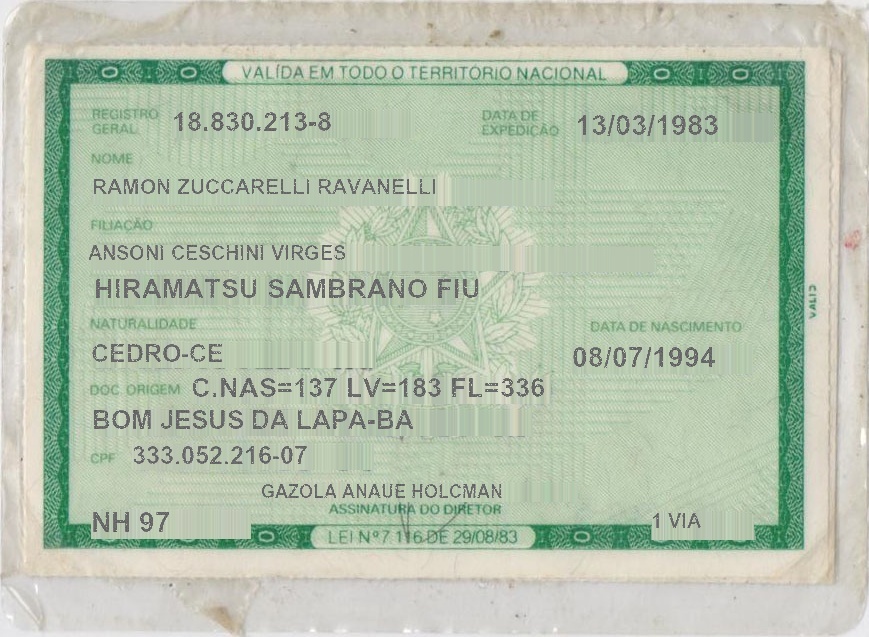 VALÍDA EM TODO O TERRITÓRIO NACIONAL
REGISTRO GERAL 18.830.213-8 DATA DE EXPEDIÇÃO 13/03/1983
NOME
RAMON ZUCCARELLI RAVANELLI
FILIAÇÃO
ANSONI CESCHINI VIRGES
HIRAMATSU SAMBRANO FIU
NATURALIDADE DATA DE NASCIMENTO
CEDRO-CE 08/07/1994
DOC ORIGEM C.NAS=137 LV=183 FL=336
BOM JESUS DA LAPA-BA
CPF 333.052.216-07
GAZOLA ANAUE HOLCMAN
ASSINATURA DO DIRETOR
NH 97 1 VIA
LEI Nº 7.116 DE 29/08/83
VALID